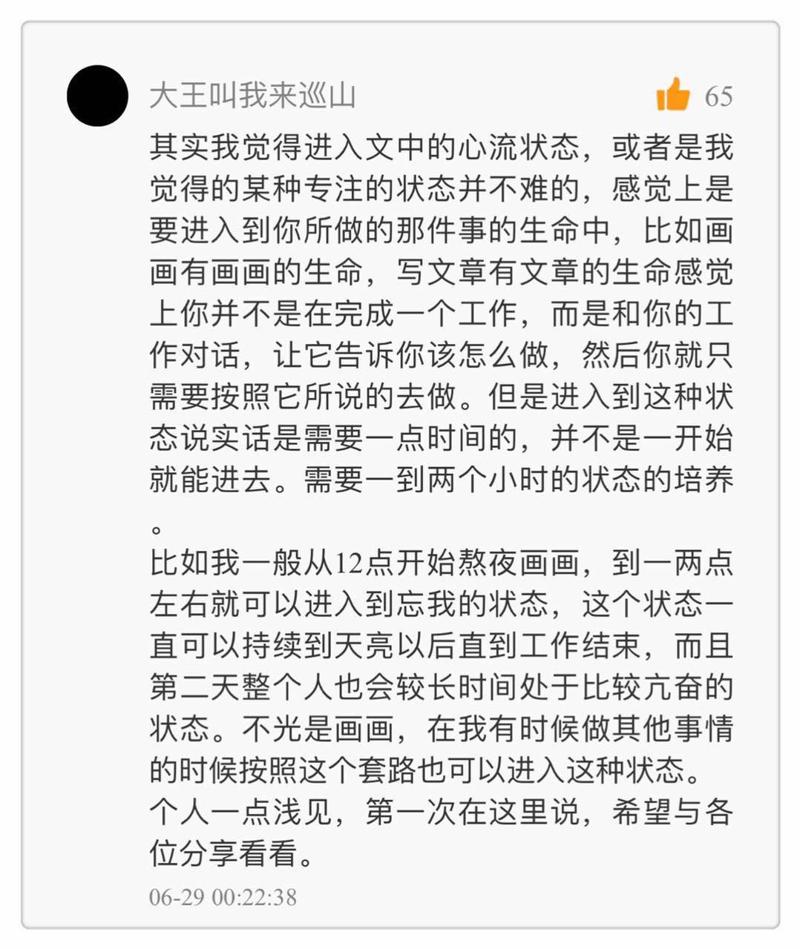 大王叫我来巡山
65
其实我觉得进入文中的心流状态，或者是我
觉得的某种专注的状态并不难的，感觉上是
要进入到你所做的那件事的生命中，比如画
画有画画的生命，写文章有文章的生命感觉
上你并不是在完成一个工作，而是和你的工
作对话，让它告诉你该怎么做，然后你就只
需要按照它所说的去做。但是进入到这种状
态说实话是需要一点时间的，并不是一开始
就能进去。需要一到两个小时的状态的培养
。
比如我一般从12点开始熬夜画画，到一两点
左右就可以进入到忘我的状态，这个状态一
直可以持续到天亮以后直到工作结束，而且
第二天整个人也会较长时间处于比较亢奋的
状态。不光是画画，在我有时候做其他事情
的时候按照这个套路也可以进入这种状态。
个人一点浅见，第一次在这里说，希望与各
位分享看看。
06-29 00:22:38